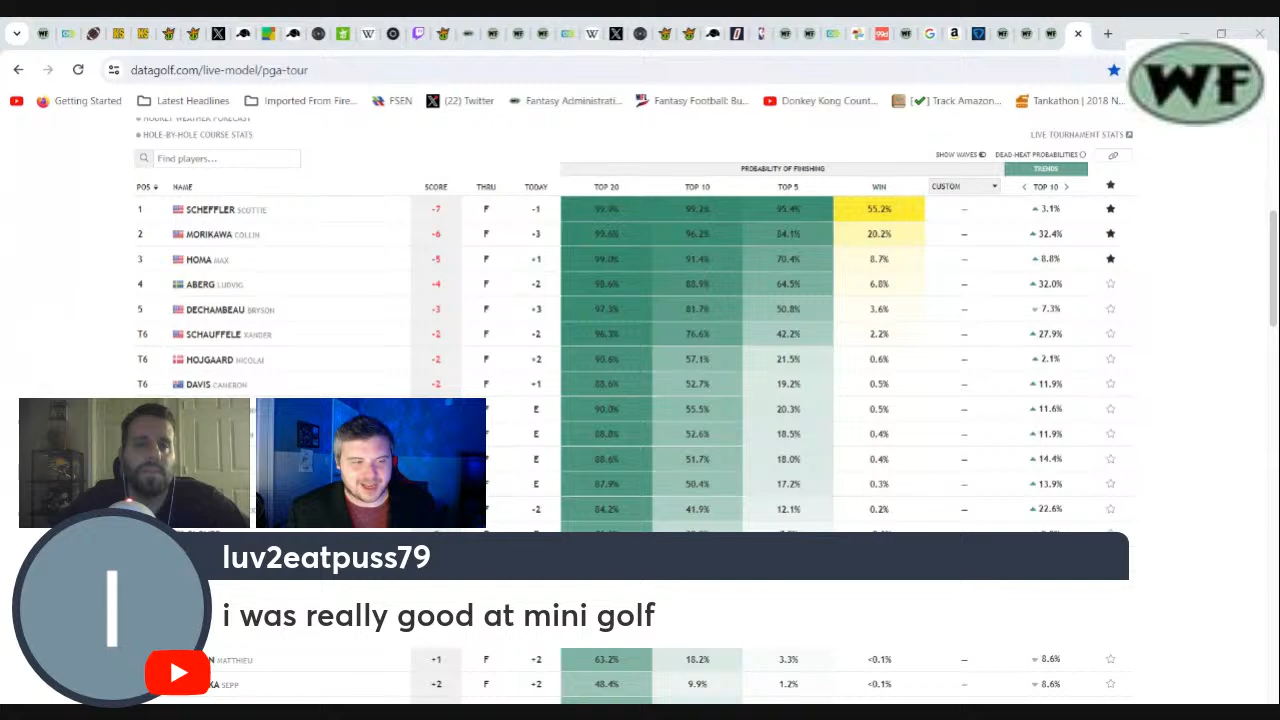 datagolf.com/live-model/pga-tour
Getting Started Latest Headlines Imported From Fire... FSEN (22) Twitter Fantasy Administrati... Fantasy Football: Bu... Donkey Kong Count... Track Amazon... Tankathon | 2018 N...
WF
HOLE-BY-HOLE COURSE STATS LIVE TOURNAMENT STATS
Find players... SHOW WAVES DEAD-HEAT PROBABILITIES
PROBABILITY OF FINISHING TRENDS
POS NAME SCORE THRU TODAY TOP 20 TOP 10 TOP 5 WIN CUSTOM < TOP 10 >
1 SCHEFFLER SCOTTIE -7 F -1 99.2% 95.4% 55.2% – 3.1%
2 MORIKAWA COLLIN -6 F -3 99.6% 96.2% 84.1% 20.2% – 32.4%
3 HOMA MAX -5 F +1 99.0% 91.4% 70.4% 8.7% – 8.8%
4 ABERG LUDVIG -4 F -2 98.6% 88.9% 64.5% 6.8% – 32.0%
5 DECHAMBEAU BRYSON -3 F +3 97.3% 81.7% 50.8% 3.6% – 7.3%
T6 SCHAUFFELE XANDER -2 F -2 96.3% 76.6% 42.2% 2.2% – 27.9%
T6 HOJGAARD NICOLAI -2 F +2 90.6% 57.1% 21.5% 0.6% – 2.1%
T6 DAVIS CAMERON -2 F +1 88.6% 52.7% 19.2% 0.5% – 11.9%
E 90.0% 55.5% 20.3% 0.5% – 11.6%
E 88.8% 52.6% 18.5% 0.4% – 11.9%
E 88.6% 51.7% 18.0% 0.4% – 14.4%
E 87.9% 50.4% 17.2% 0.3% – 13.9%
-2 84.2% 41.9% 12.1% 0.2% – 22.6%
l
luv2eatpuss79
i was really good at mini golf
N MATTHIEU +1 F +2 63.2% 18.2% 3.3% <0.1% – 8.6%
KA SEPP +2 F +2 48.4% 9.9% 1.2% <0.1% – 8.6%